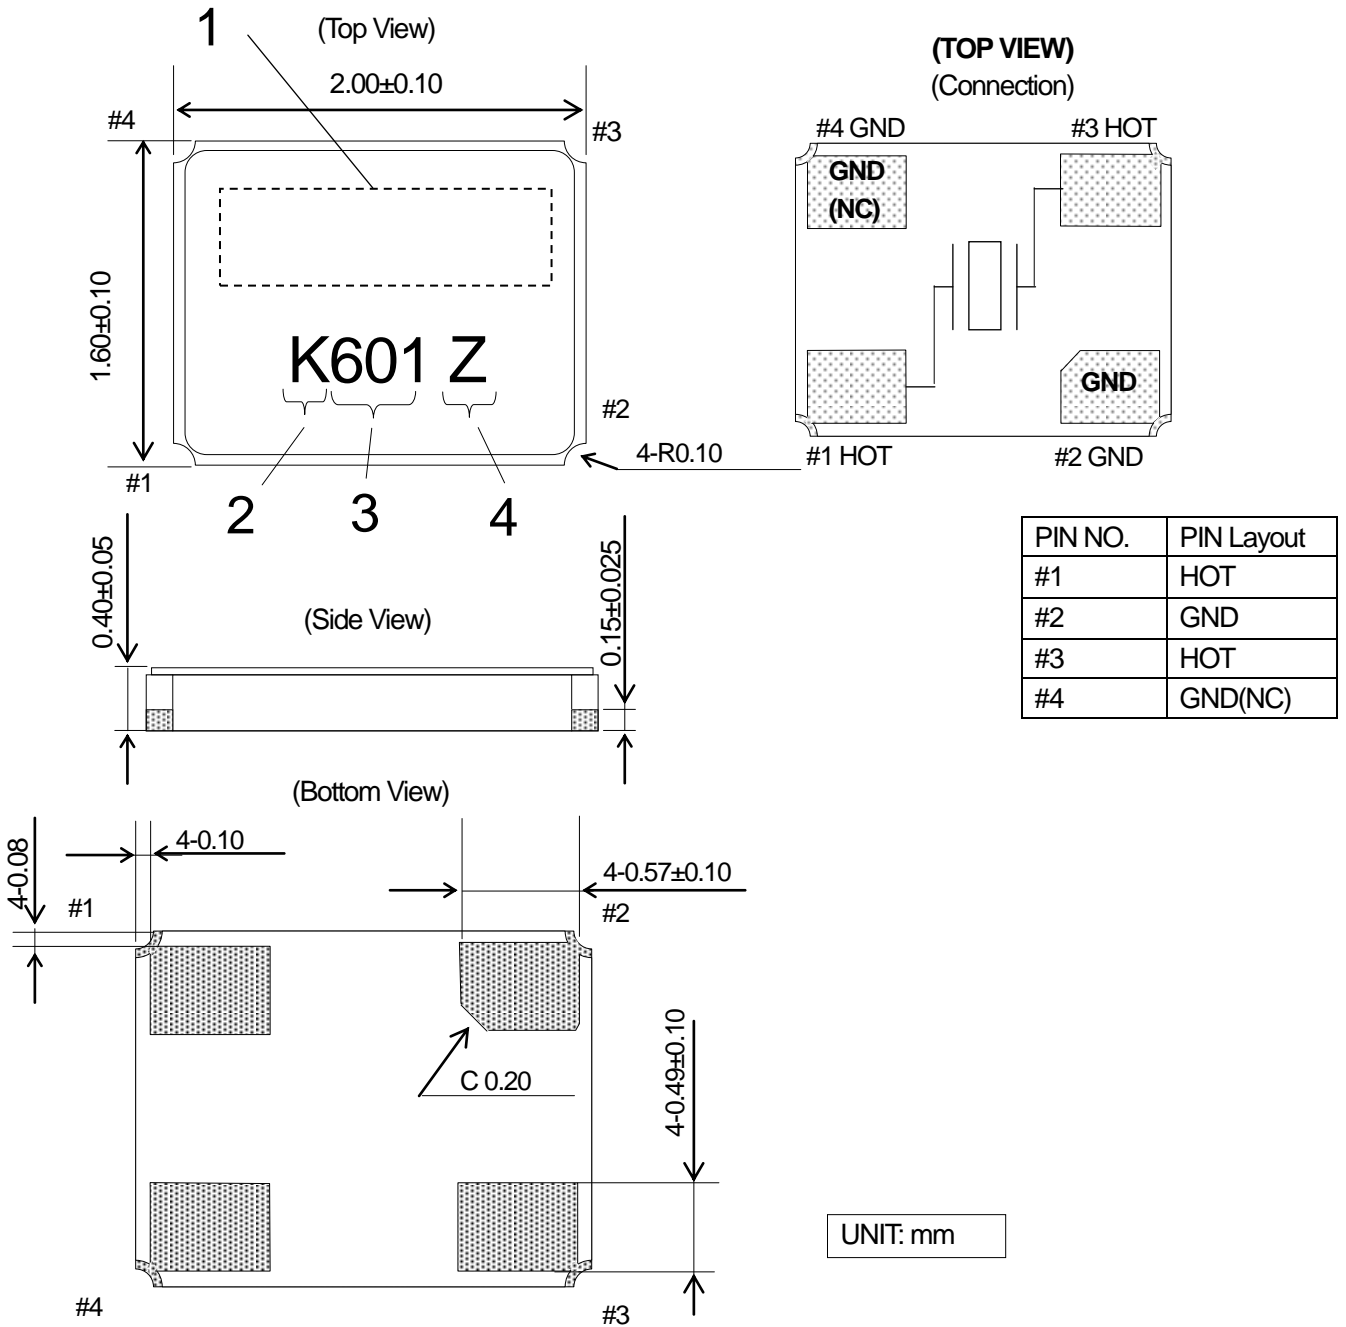 1
(Top View)
2.00±0.10
#4
#3
1.60±0.10
K601 Z
#2
4-R0.10
#1
2
3
4
(TOP VIEW)
(Connection)
#4 GND
#3 HOT
GND
(NC)
GND
#1 HOT
#2 GND
PIN NO. PIN Layout
#1 HOT
#2 GND
#3 HOT
#4 GND(NC)
0.40±0.05
(Side View)
0.15±0.025
(Bottom View)
4-0.08
4-0.10
4-0.57±0.10
#1
#2
C 0.20
4-0.49±0.10
UNIT: mm
#4
#3